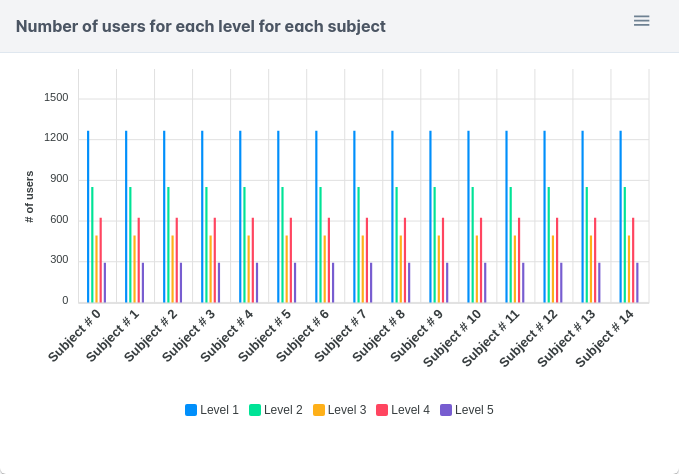 Number of users for each level for each subject
# of users
1500
1200
900
600
300
0
Subject # 0
Subject # 1
Subject # 2
Subject # 3
Subject # 4
Subject # 5
Subject # 6
Subject # 7
Subject # 8
Subject # 9
Subject # 10
Subject # 11
Subject # 12
Subject # 13
Subject # 14
Level 1 Level 2 Level 3 Level 4 Level 5